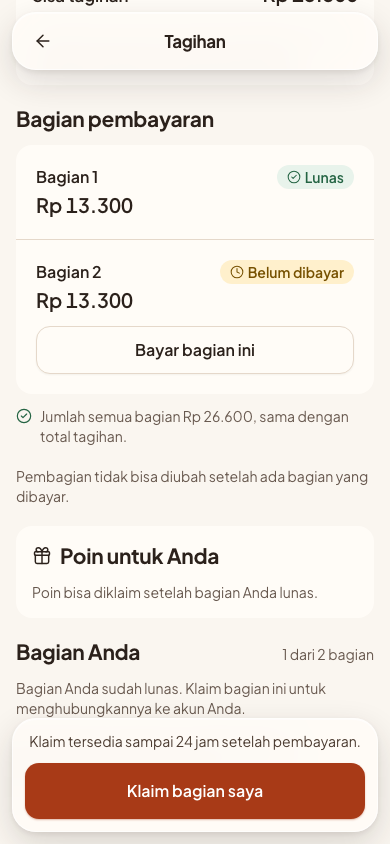 Tagihan
Bagian pembayaran
Bagian 1
Lunas
Rp 13.300
Bagian 2
Belum dibayar
Rp 13.300
Bayar bagian ini
Jumlah semua bagian Rp 26.600, sama dengan
total tagihan.
Pembagian tidak bisa diubah setelah ada bagian yang
dibayar.
Poin untuk Anda
Poin bisa diklaim setelah bagian Anda lunas.
Bagian Anda
1 dari 2 bagian
Bagian Anda sudah lunas. Klaim bagian ini untuk
menghubungkannya ke akun Anda.
Klaim tersedia sampai 24 jam setelah pembayaran.
Klaim bagian saya